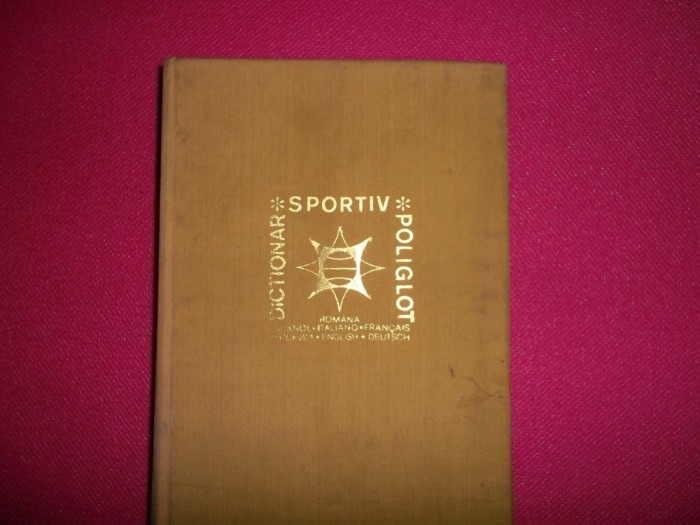 DICTIONAR * SPORTIV * POLIGLOT
ROMANA
ITALIANO • FRANÇAIS
• ENGLISH • DEUTSCH